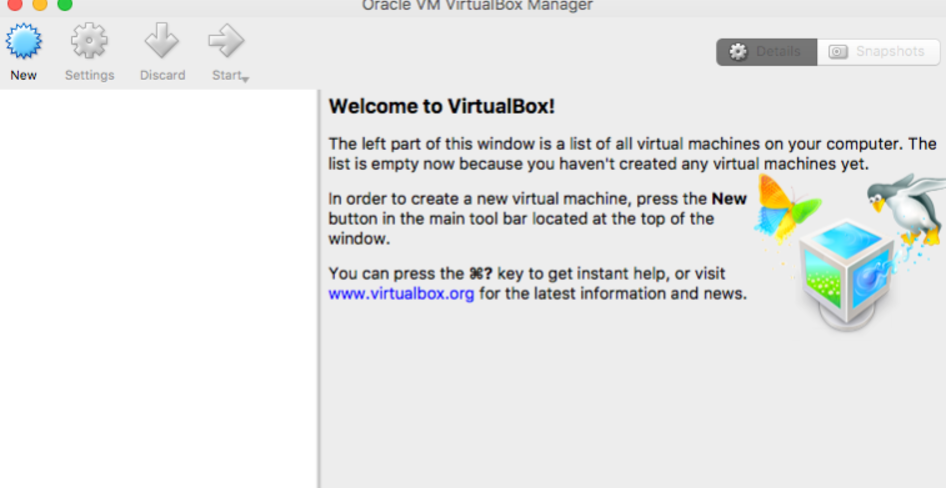 Oracle VM VirtualBox Manager
New Settings Discard Start
Details Snapshots
Welcome to VirtualBox!
The left part of this window is a list of all virtual machines on your computer. The
list is empty now because you haven't created any virtual machines yet.
In order to create a new virtual machine, press the New
button in the main tool bar located at the top of the
window.
You can press the ⌘? key to get instant help, or visit
www.virtualbox.org for the latest information and news.